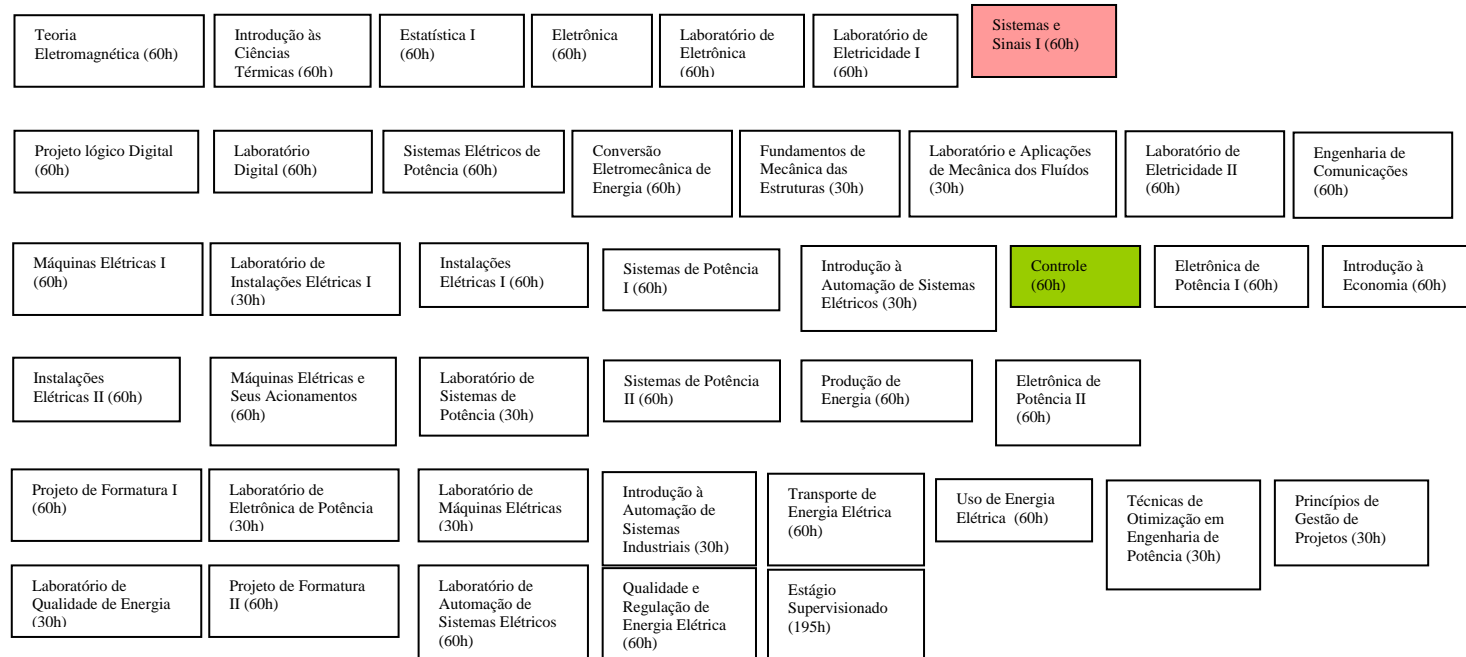 Teoria
Eletromagnética (60h)
Introdução às
Ciências
Térmicas (60h)
Estatística I
(60h)
Eletrônica
(60h)
Laboratório de
Eletrônica
(60h)
Laboratório de
Eletricidade I
(60h)
Sistemas e
Sinais I (60h)
Projeto lógico Digital
(60h)
Laboratório
Digital (60h)
Sistemas Elétricos de
Potência (60h)
Conversão
Eletromecânica de
Energia (60h)
Fundamentos de
Mecânica das
Estruturas (30h)
Laboratório e Aplicações
de Mecânica dos Fluídos
(30h)
Laboratório de
Eletricidade II
(60h)
Engenharia de
Comunicações
(60h)
Máquinas Elétricas I
(60h)
Laboratório de
Instalações Elétricas I
(30h)
Instalações
Elétricas I (60h)
Sistemas de Potência
I (60h)
Introdução à
Automação de Sistemas
Elétricos (30h)
Controle
(60h)
Eletrônica de
Potência I (60h)
Introdução à
Economia (60h)
Instalações
Elétricas II (60h)
Máquinas Elétricas e
Seus Acionamentos
(60h)
Laboratório de
Sistemas de
Potência (30h)
Sistemas de Potência
II (60h)
Produção de
Energia (60h)
Eletrônica de
Potência II
(60h)
Projeto de Formatura I
(60h)
Laboratório de
Eletrônica de Potência
(30h)
Laboratório de
Máquinas Elétricas
(30h)
Introdução à
Automação de
Sistemas
Industriais (30h)
Transporte de
Energia Elétrica
(60h)
Uso de Energia
Elétrica (60h)
Técnicas de
Otimização em
Engenharia de
Potência (30h)
Princípios de
Gestão de
Projetos (30h)
Laboratório de
Qualidade de Energia
(30h)
Projeto de Formatura
II (60h)
Laboratório de
Automação de
Sistemas Elétricos
(60h)
Qualidade e
Regulação de
Energia Elétrica
(60h)
Estágio
Supervisionado
(195h)